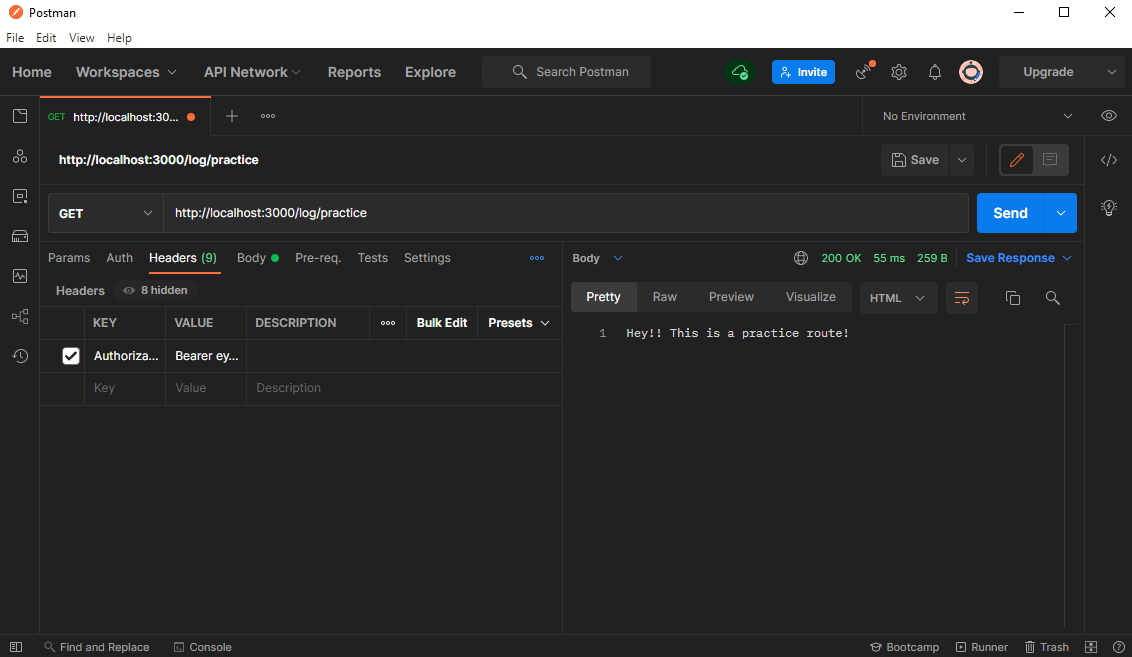 Postman
File Edit View Help
Home Workspaces API Network Reports Explore Search Postman Invite Upgrade
GET http://localhost:30... No Environment
http://localhost:3000/log/practice Save
GET http://localhost:3000/log/practice Send
Params Auth Headers (9) Body Pre-req. Tests Settings
Body 200 OK 55 ms 259 B Save Response
Headers 8 hidden
Pretty Raw Preview Visualize HTML
KEY VALUE DESCRIPTION Bulk Edit Presets
1 Hey!! This is a practice route!
Authoriza... Bearer ey...
Key Value Description
Find and Replace Console Bootcamp Runner Trash